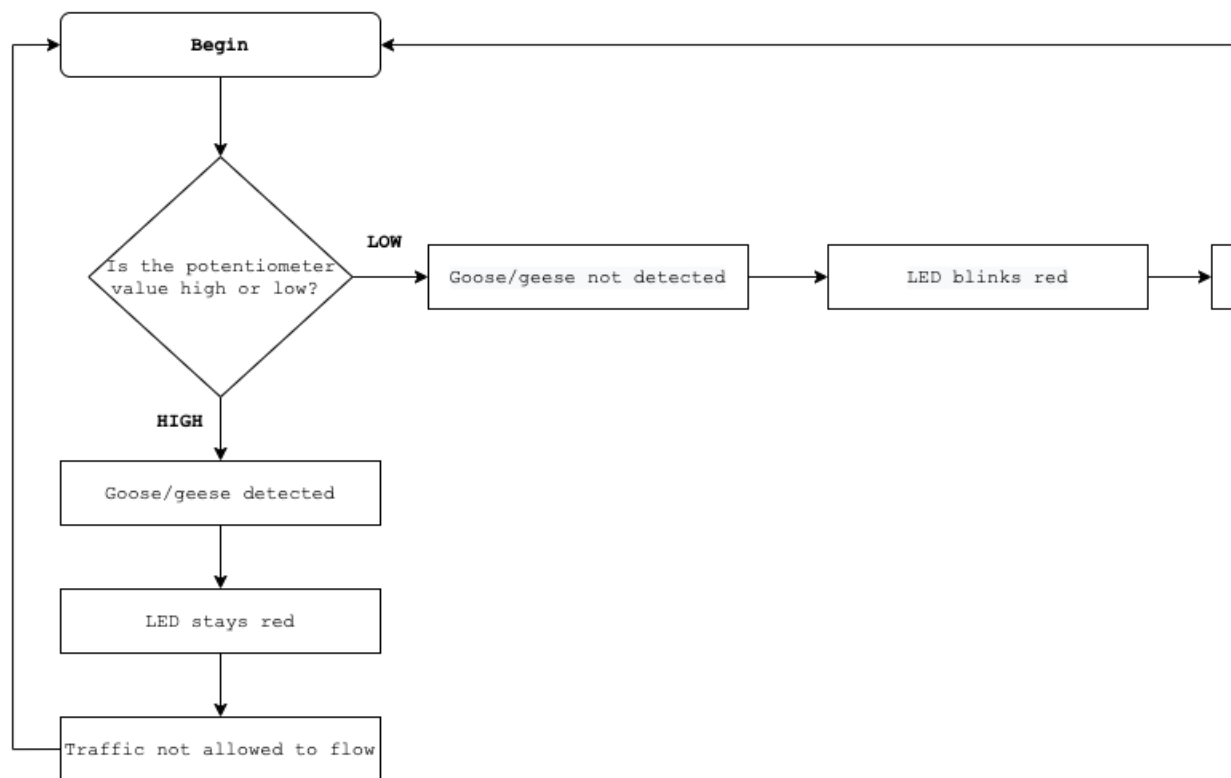 Begin
Is the potentiometer
value high or low?
LOW
Goose/geese not detected
LED blinks red
HIGH
Goose/geese detected
LED stays red
Traffic not allowed to flow